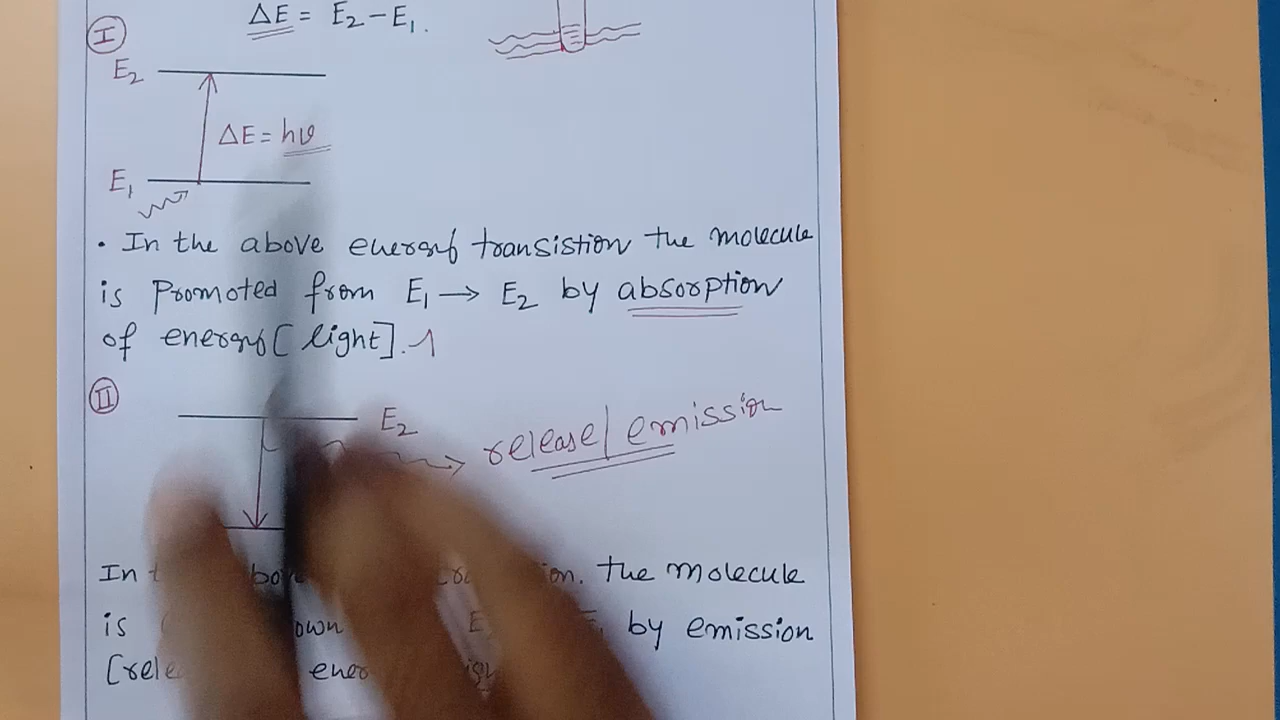 ΔE = E₂-E₁.
I
E₂
ΔE = hν
E₁
• In the above energy transistion the molecule
is promoted from E₁ → E₂ by absorption
of energy [light].
II
E₂
release/emission
In the molecule
is own by emission